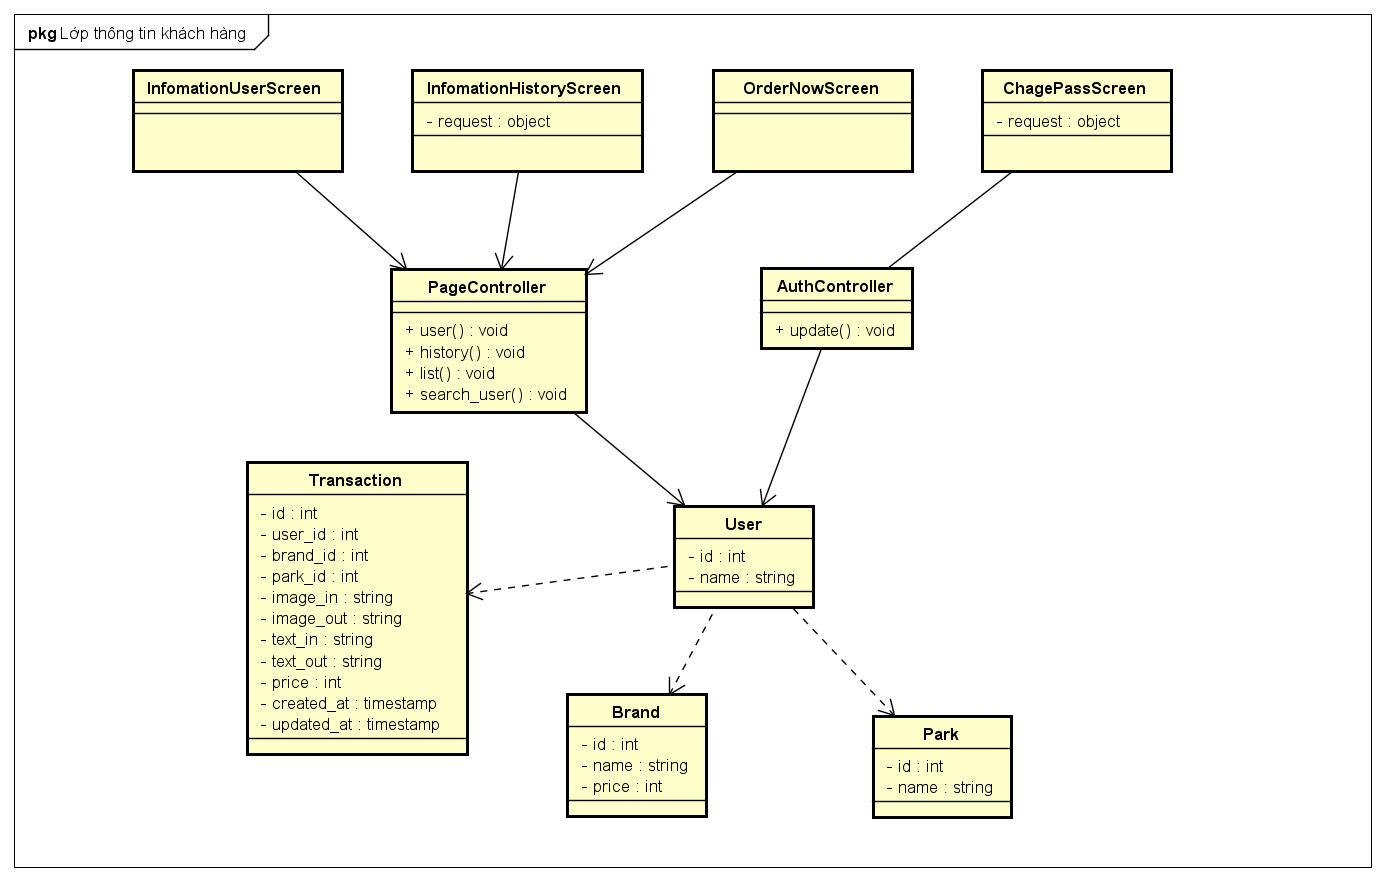 pkg Lớp thông tin khách hàng
InfomationUserScreen
InfomationHistoryScreen
- request : object
OrderNowScreen
ChagePassScreen
- request : object
PageController
+ user() : void
+ history() : void
+ list() : void
+ search_user() : void
AuthController
+ update() : void
Transaction
- id : int
- user_id : int
- brand_id : int
- park_id : int
- image_in : string
- image_out : string
- text_in : string
- text_out : string
- price : int
- created_at : timestamp
- updated_at : timestamp
User
- id : int
- name : string
Brand
- id : int
- name : string
- price : int
Park
- id : int
- name : string